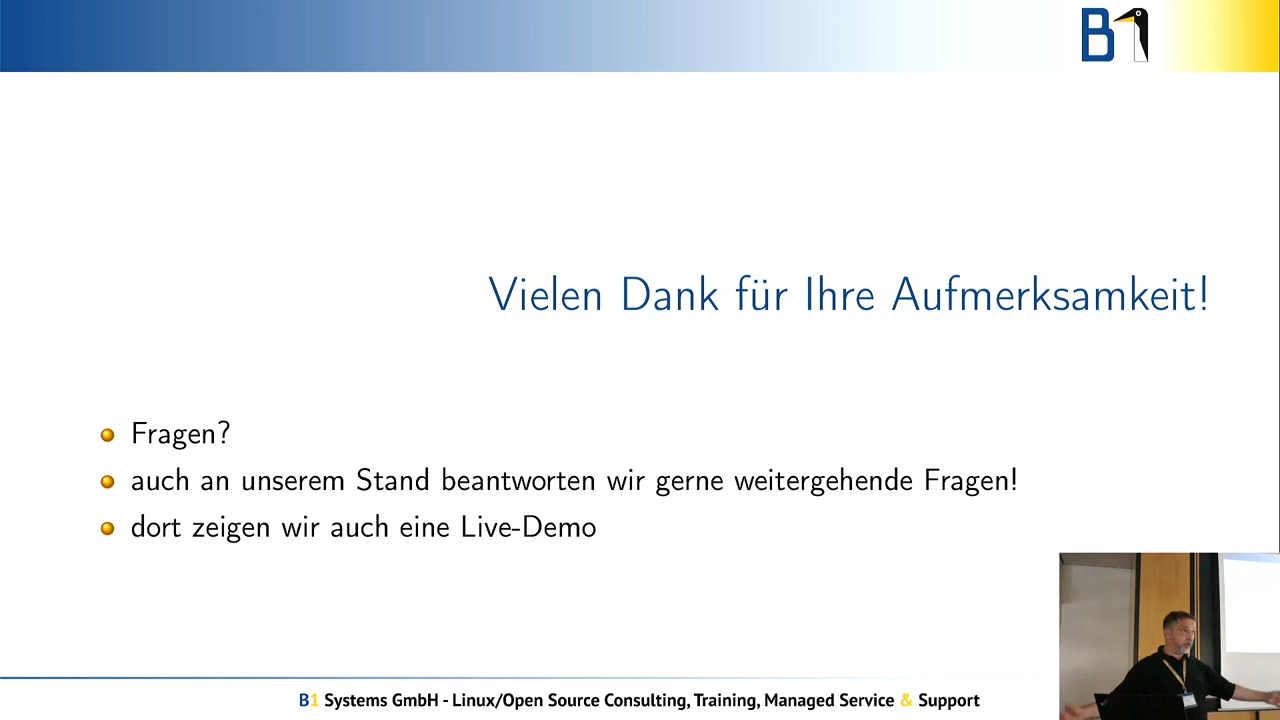 B1
Vielen Dank für Ihre Aufmerksamkeit!
Fragen?
auch an unserem Stand beantworten wir gerne weitergehende Fragen!
dort zeigen wir auch eine Live-Demo
B1 Systems GmbH - Linux/Open Source Consulting, Training, Managed Service & Support